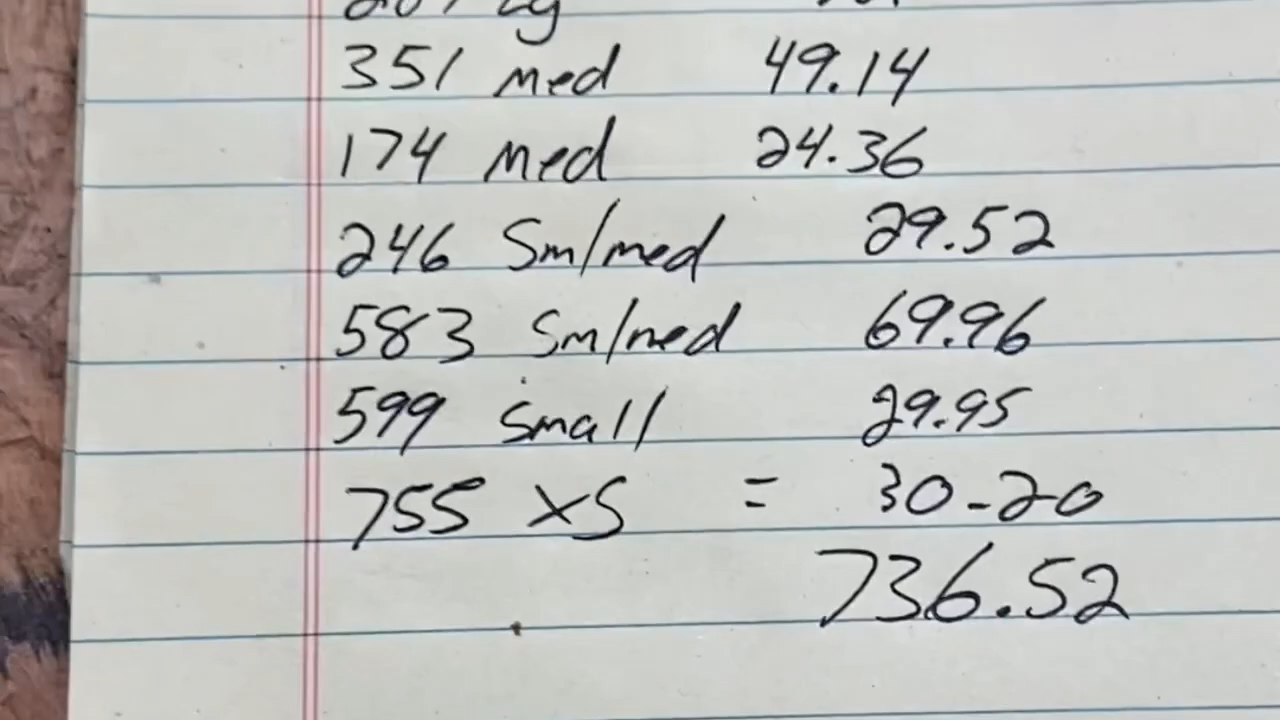 351 med 49.14
174 med 24.36
246 Sm/med 29.52
583 Sm/med 69.96
599 small 29.95
755 XS = 30-20
736.52